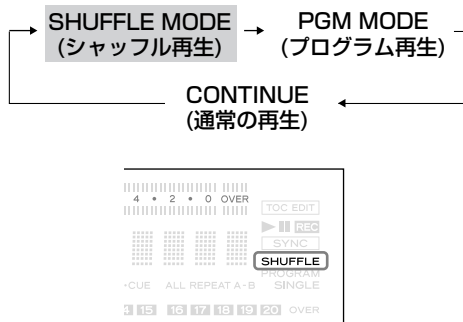 SHUFFLE MODE
(シャッフル再生)
PGM MODE
(プログラム再生)
CONTINUE
(通常の再生)
4 • 2 • 0 OVER
TOC EDIT
REC
SYNC
SHUFFLE
PROGRAM
•CUE ALL REPEAT A-B SINGLE
15 16 17 18 19 20 OVER